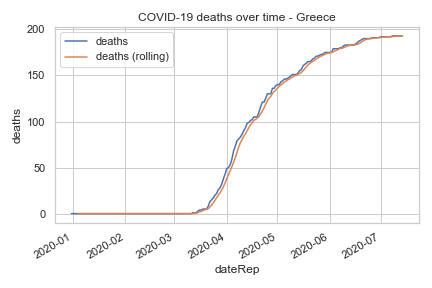 COVID-19 deaths over time - Greece
deaths
deaths (rolling)
200
150
100
50
0
deaths
2020-01
2020-02
2020-03
2020-04
2020-05
2020-06
2020-07
dateRep